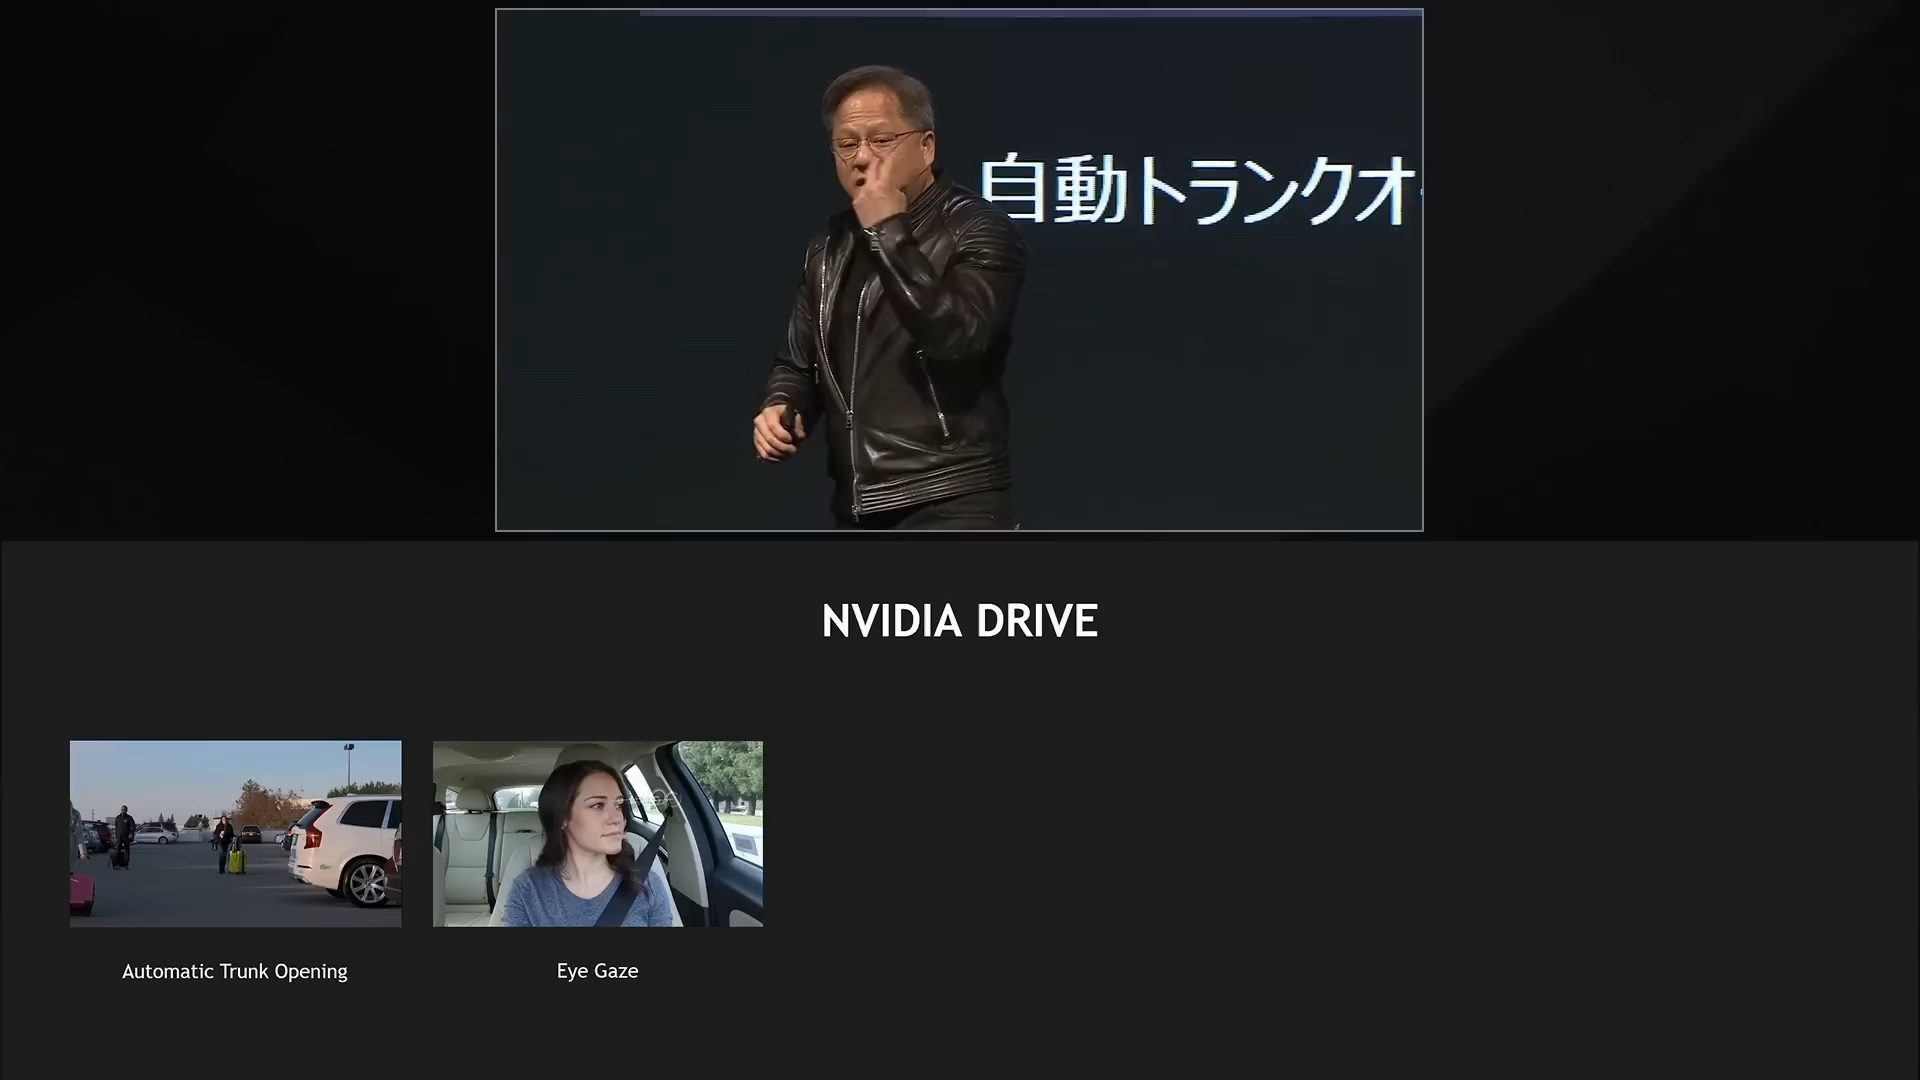 自動トランクオ
NVIDIA DRIVE
Automatic Trunk Opening
Eye Gaze